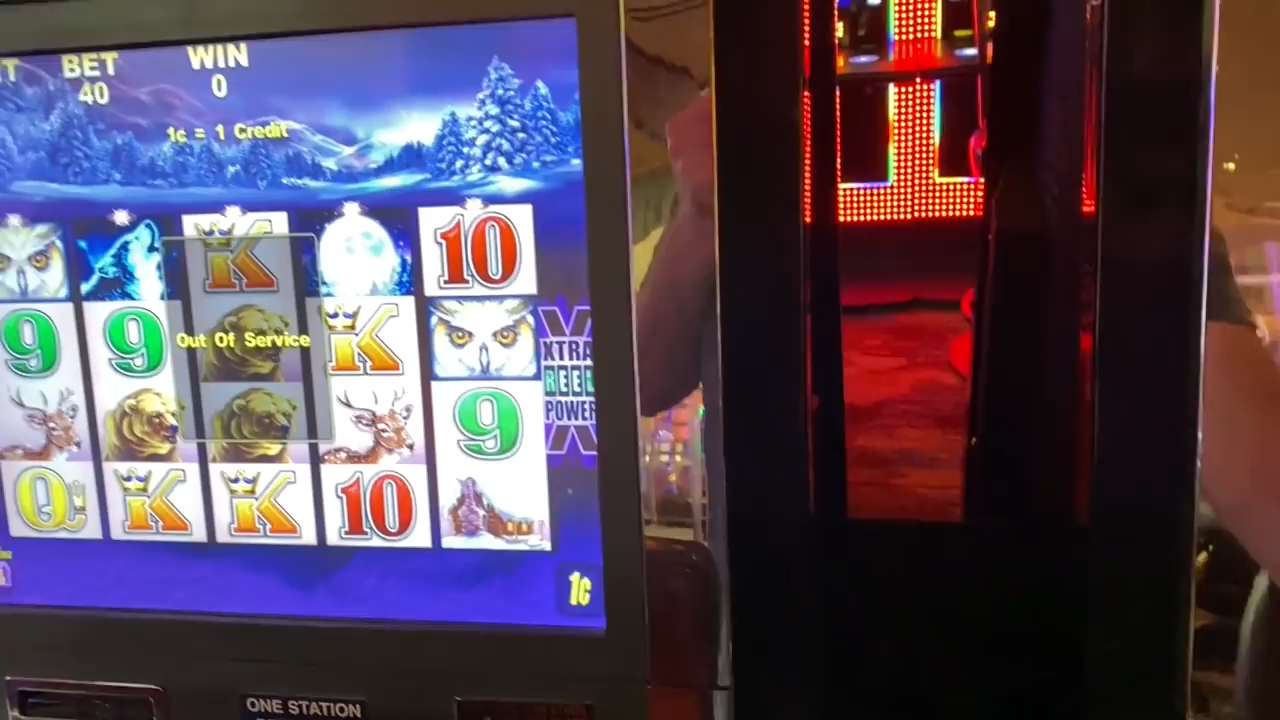 BET
WIN
40
0
1c = 1 Credit
K
10
9
9
Out Of Service
K
XTRA
REEL
POWER
9
Q
K
K
10
1¢
ONE STATION